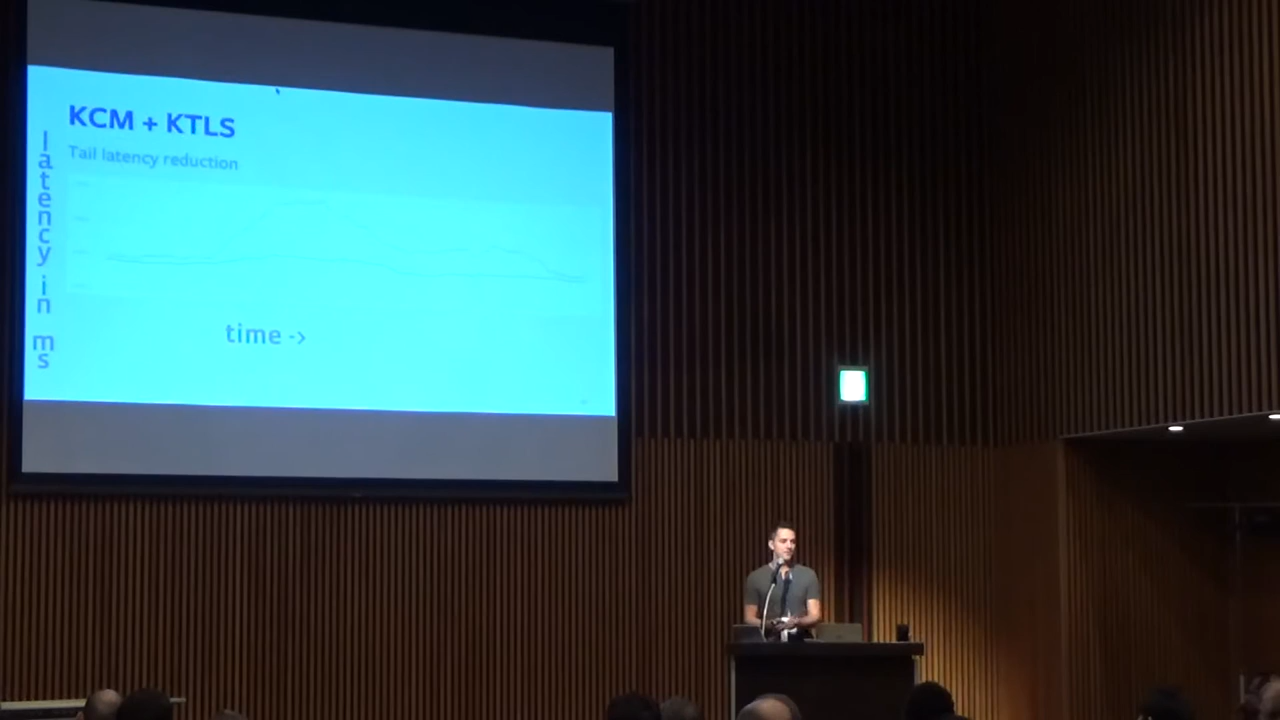 KCM + KTLS
Tail latency reduction
latency in ms
time ->